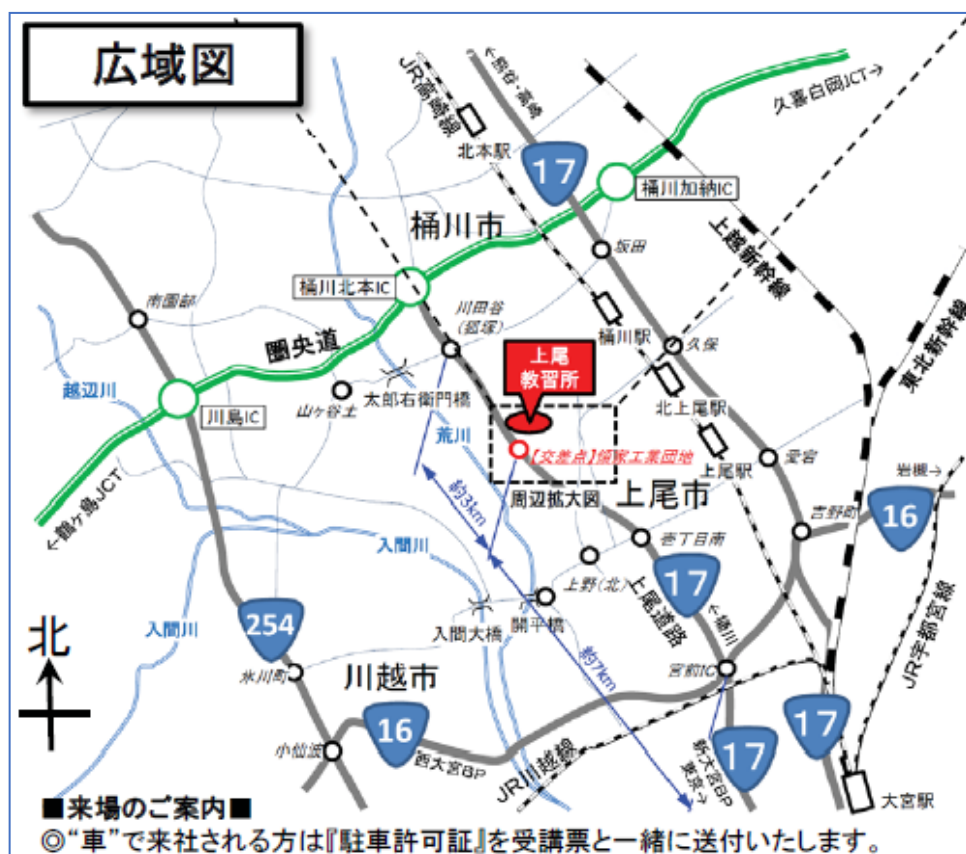 広域図
JR高崎線
←熊谷・高崎
久喜白岡JCT→
北本駅
17
桶川加納IC
桶川市
坂田
上越新幹線
桶川北本IC
南園部
川田谷
(狐塚)
桶川駅
久保
東北新幹線
圏央道
上尾
教習所
越辺川
山ヶ谷土
太郎右衛門橋
北上尾駅
川島IC
荒川
【交差点】領家工業団地
上尾駅
愛宕
岩槻→
←鶴ヶ島JCT
約3km
周辺拡大図
上尾市
吉野町
16
入間川
壱丁目南
上野(北)
17
上尾道路
←桶川
254
入間川
入間大橋
開平橋
北
氷川町
川越市
約7km
宮前IC
JR宇都宮線
16
西大宮BP
小仙波
JR川越線
新大宮BP
東京→
17
17
大宮駅
■来場のご案内■
◎“車”で来社される方は『駐車許可証』を受講票と一緒に送付いたします。